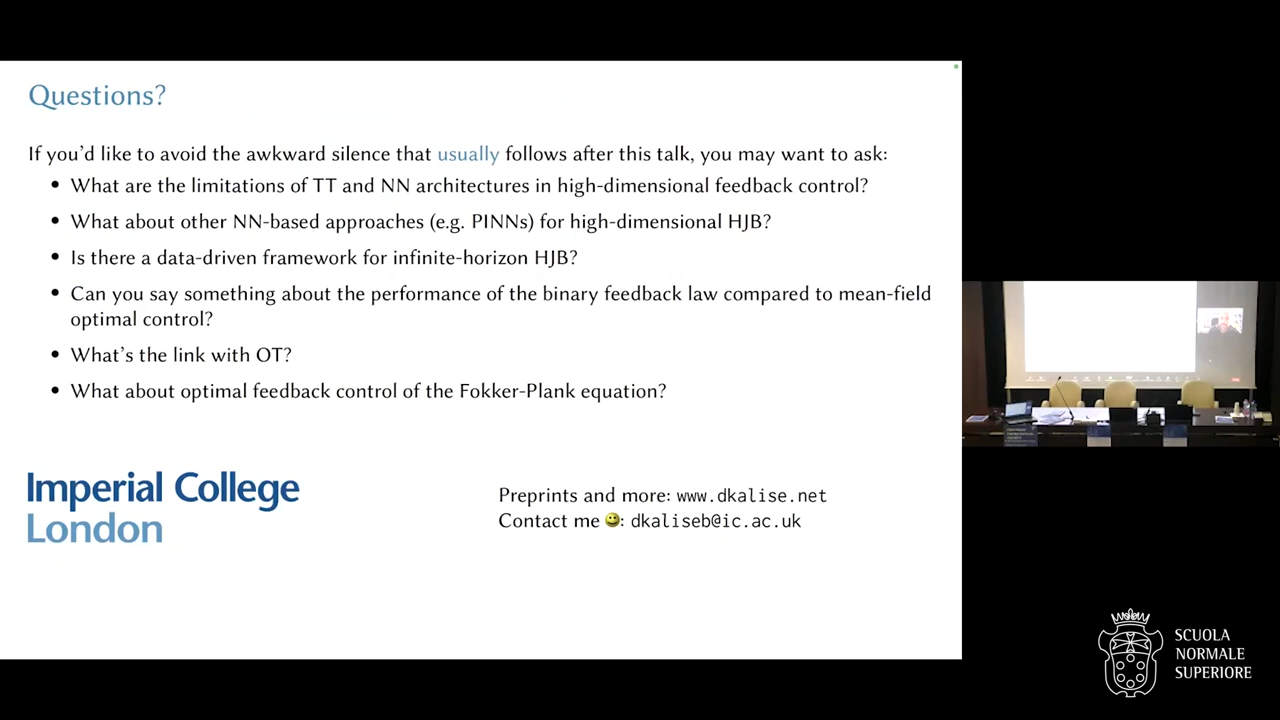 Questions?
If you'd like to avoid the awkward silence that usually follows after this talk, you may want to ask:
• What are the limitations of TT and NN architectures in high-dimensional feedback control?
• What about other NN-based approaches (e.g. PINNs) for high-dimensional HJB?
• Is there a data-driven framework for infinite-horizon HJB?
• Can you say something about the performance of the binary feedback law compared to mean-field
optimal control?
• What's the link with OT?
• What about optimal feedback control of the Fokker-Plank equation?
Imperial College
London
Preprints and more: www.dkalise.net
Contact me 😀: dkaliseb@ic.ac.uk
SCUOLA
NORMALE
SUPERIORE